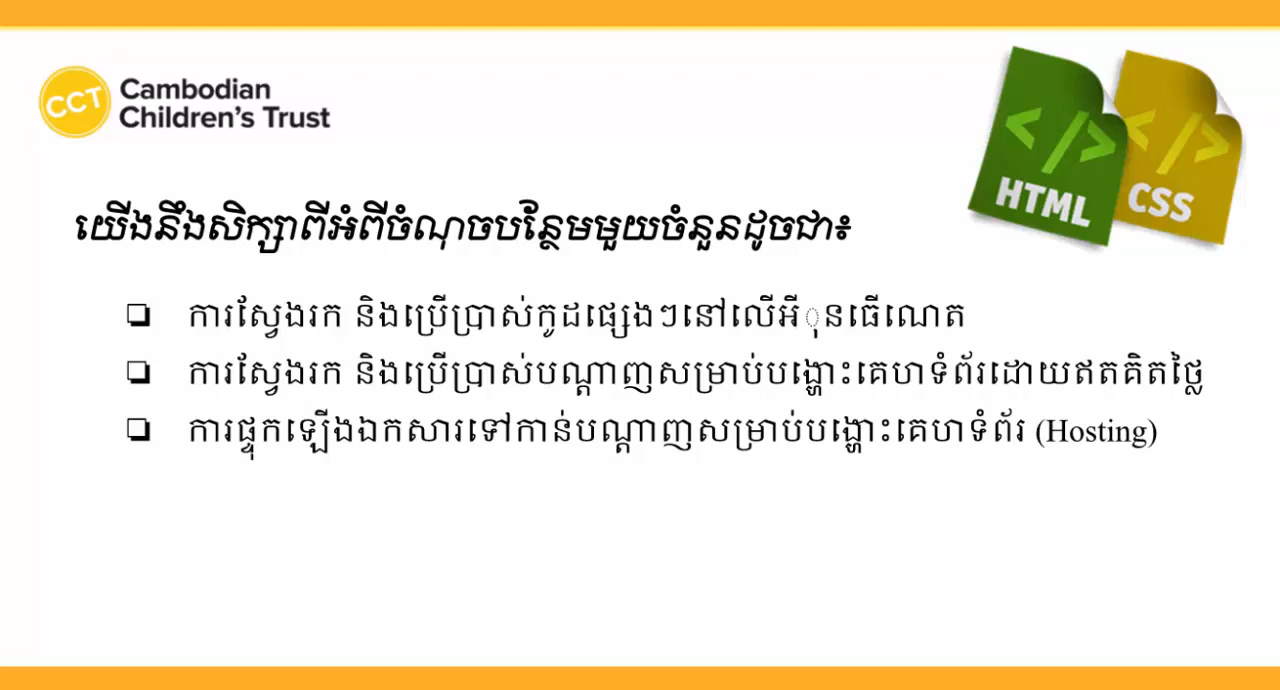 CCT
Cambodian
Children's Trust
</>
</>
HTML
CSS
យើងនឹងសិក្សាពីអំពីចំណុចបន្ថែមមួយចំនួនដូចជា៖
❏ ការស្វែងរក និងប្រើប្រាស់កូដផ្សេងៗនៅលើអីុនធើណេត
❏ ការស្វែងរក និងប្រើប្រាស់បណ្ដាញសម្រាប់បង្ហោះគេហទំព័រដោយឥតគិតថ្លៃ
❏ ការផ្ទុកឡើងឯកសារទៅកាន់បណ្ដាញសម្រាប់បង្ហោះគេហទំព័រ (Hosting)